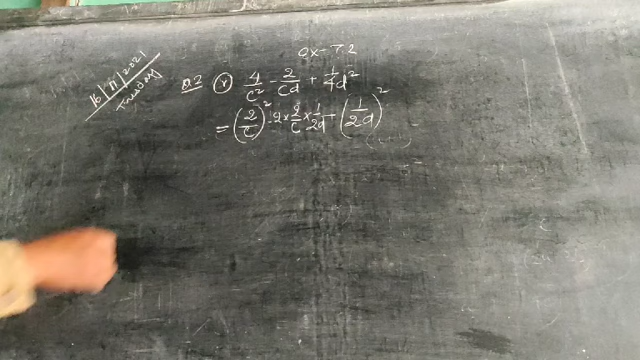 Ex- 7.2
16/11/2021
Tuesday
Q.2 (v) 4/c² - 2/cd + 1/4d²
= (2/c)² - 2 × 2/c × 1/2d + (1/2d)²